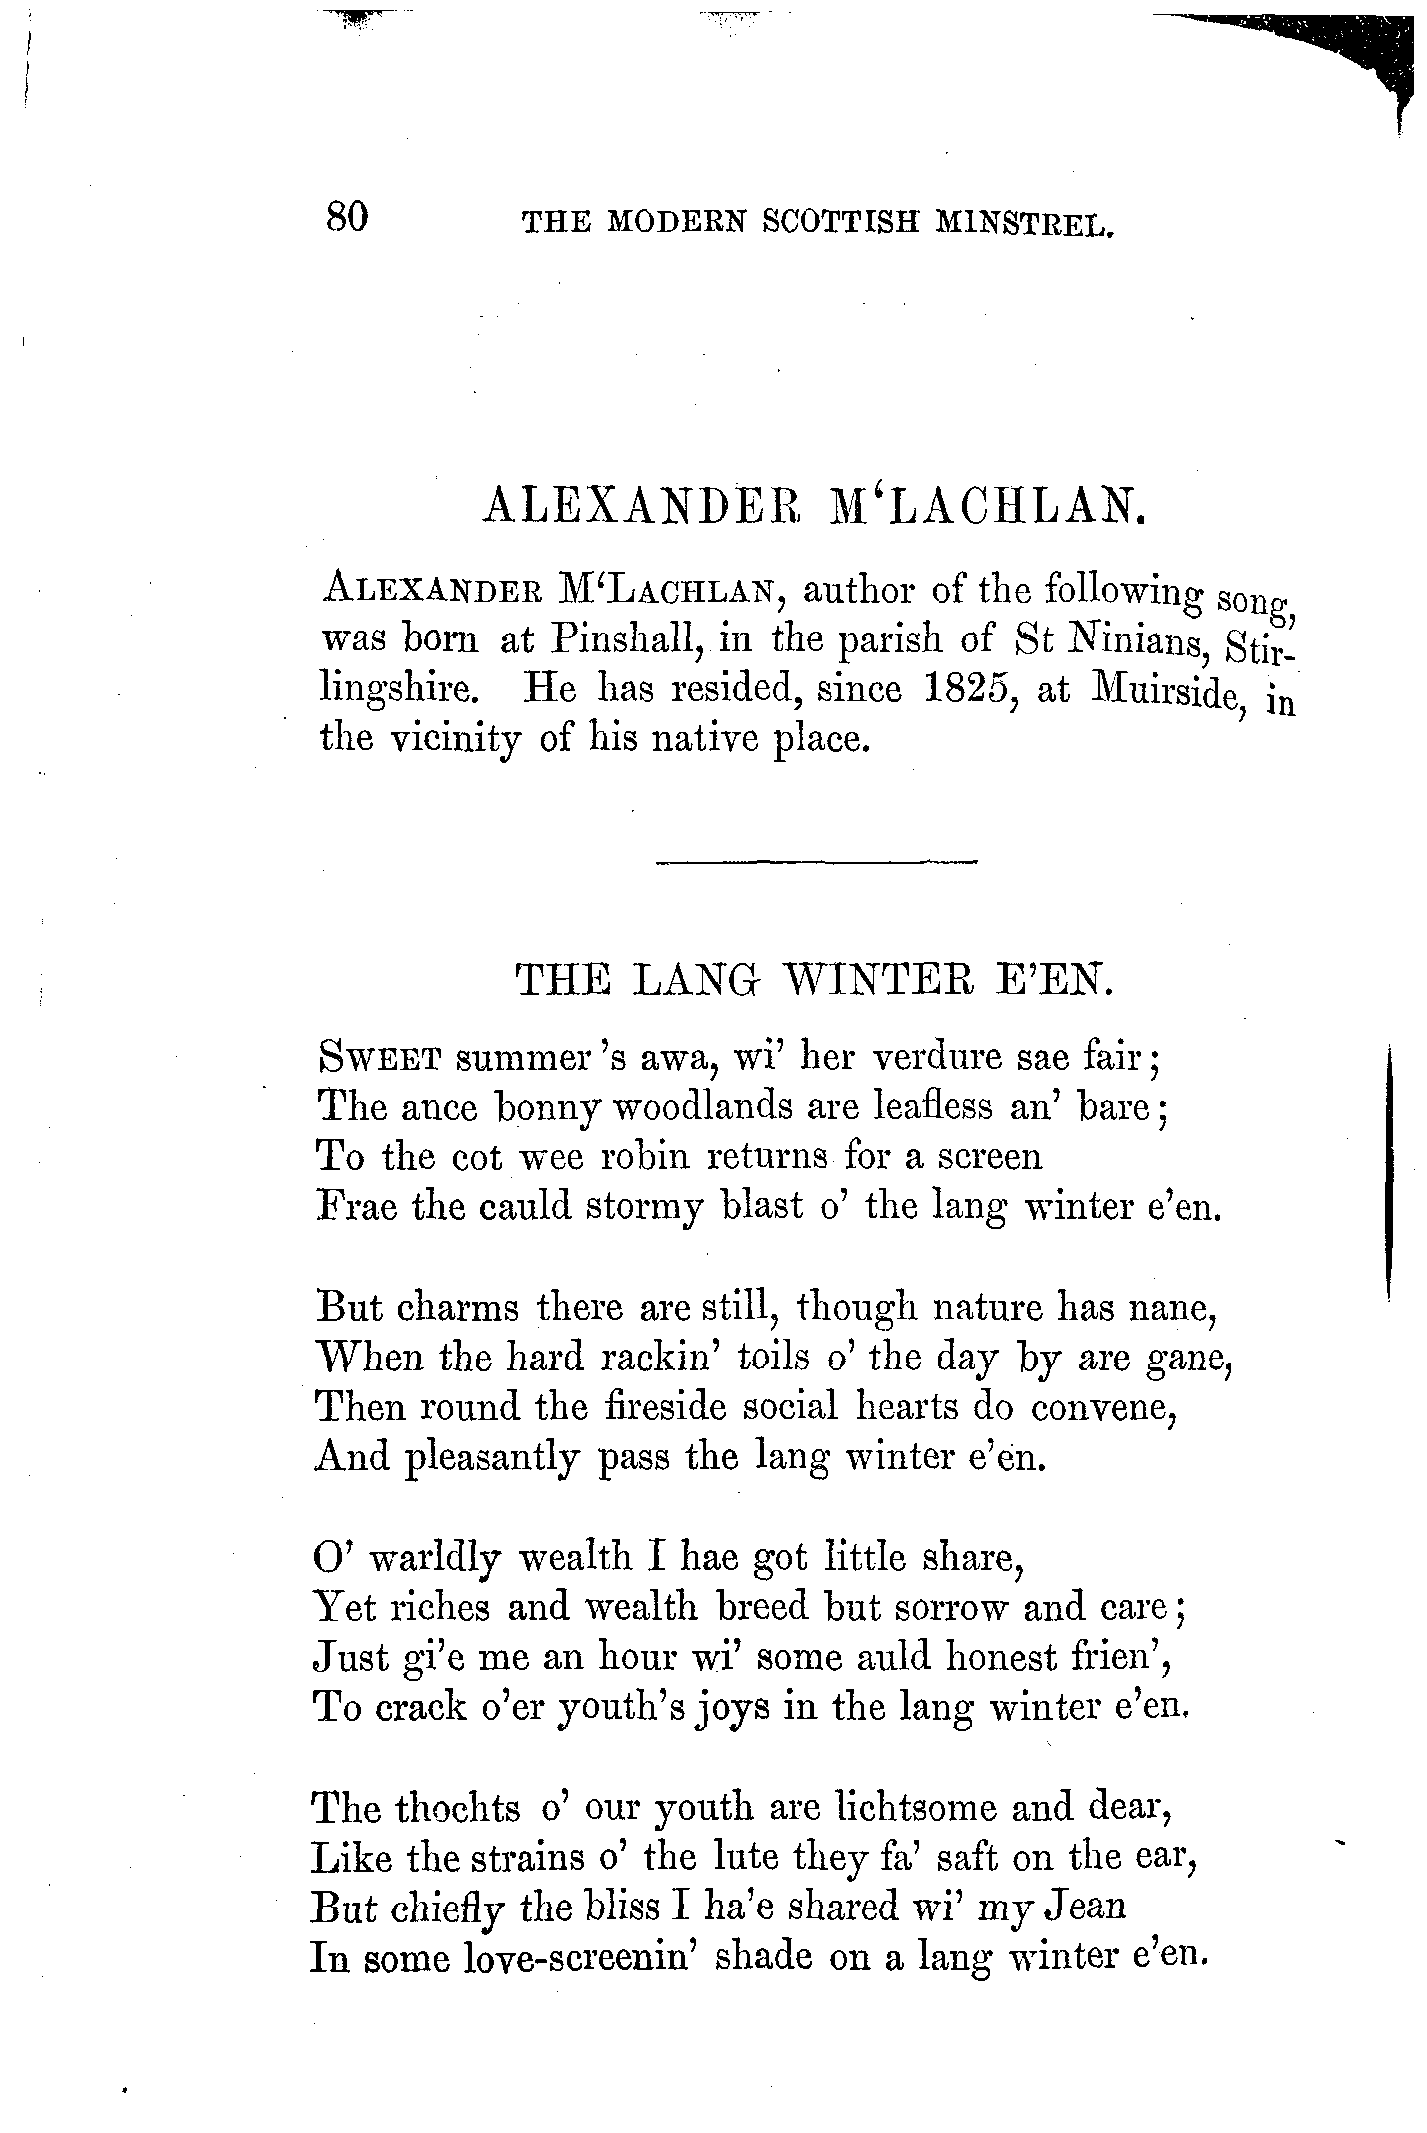 80 THE MODERN SCOTTISH MINSTREL.
ALEXANDER M‘LACHLAN.
ALEXANDER M‘LACHLAN, author of the following song,
was born at Pinshall, in the parish of St Ninians, Stir-
lingshire. He has resided, since 1825, at Muirside, in
the vicinity of his native place.
THE LANG WINTER E’EN.
SWEET summer ’s awa, wi’ her verdure sae fair;
The ance bonny woodlands are leafless an’ bare;
To the cot wee robin returns for a screen
Frae the cauld stormy blast o’ the lang winter e’en.
But charms there are still, though nature has nane,
When the hard rackin’ toils o’ the day by are gane,
Then round the fireside social hearts do convene,
And pleasantly pass the lang winter e’en.
O’ warldly wealth I hae got little share,
Yet riches and wealth breed but sorrow and care;
Just gi’e me an hour wi’ some auld honest frien’,
To crack o’er youth’s joys in the lang winter e’en.
The thochts o’ our youth are lichtsome and dear,
Like the strains o’ the lute they fa’ saft on the ear,
But chiefly the bliss I ha’e shared wi’ my Jean
In some love-screenin’ shade on a lang winter e’en.